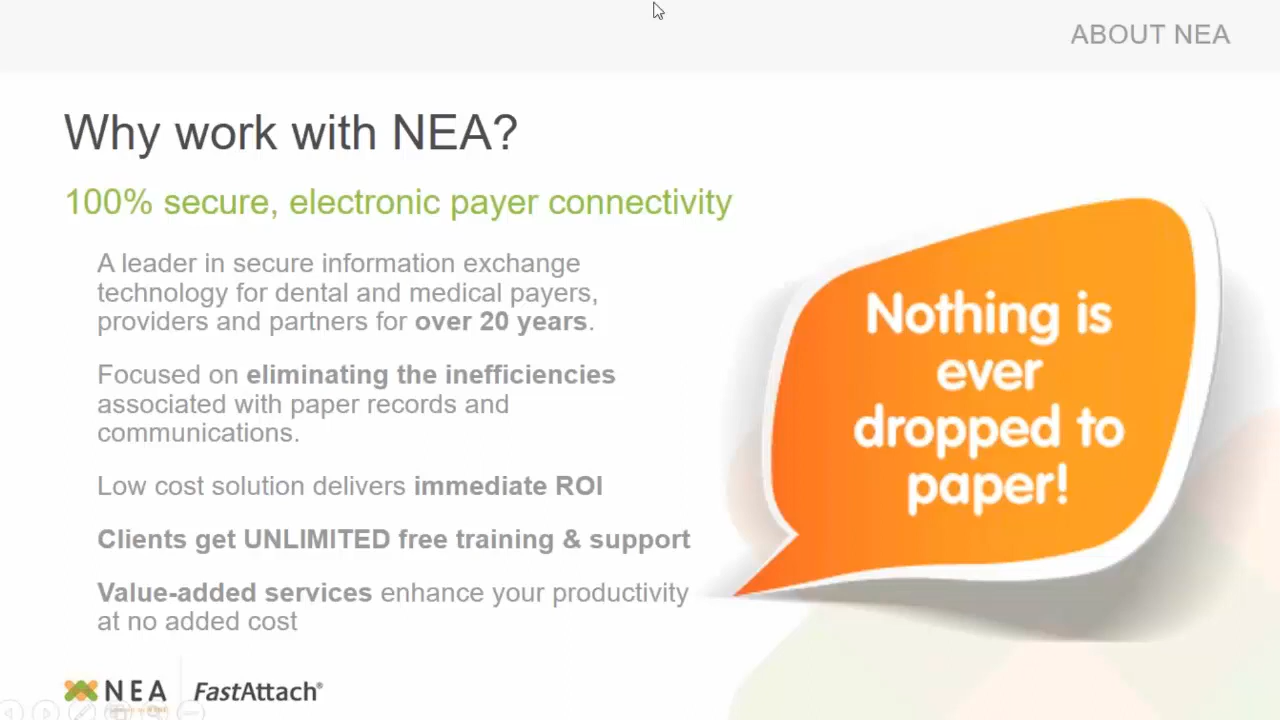 ABOUT NEA
Why work with NEA?
100% secure, electronic payer connectivity
A leader in secure information exchange
technology for dental and medical payers,
providers and partners for over 20 years.
Focused on eliminating the inefficiencies
associated with paper records and
communications.
Low cost solution delivers immediate ROI
Clients get UNLIMITED free training & support
Value-added services enhance your productivity
at no added cost
Nothing is
ever
dropped to
paper!
NEA
FastAttach®